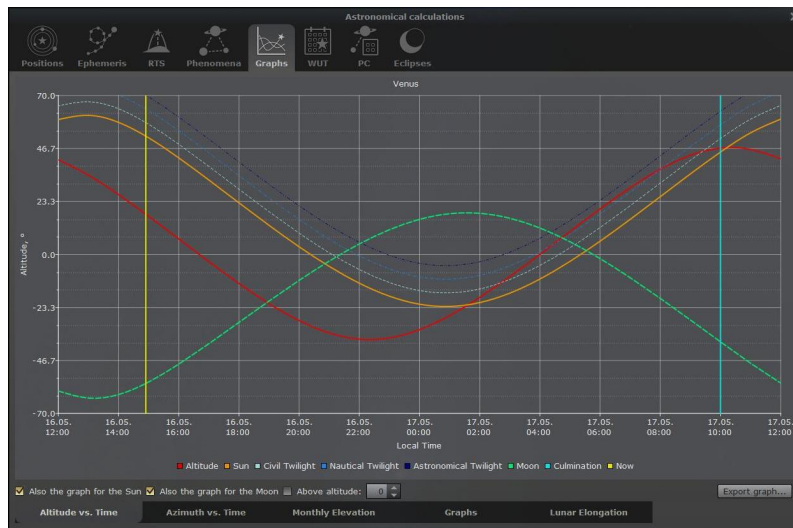 Astronomical calculations
Positions Ephemeris RTS Phenomena Graphs WUT PC Eclipses
Venus
70.0
46.7
23.3
0.0
-23.3
-46.7
-70.0
Altitude, °
16.05. 16.05. 16.05. 16.05. 16.05. 16.05. 17.05. 17.05. 17.05. 17.05. 17.05. 17.05. 17.05.
12:00 14:00 16:00 18:00 20:00 22:00 00:00 02:00 04:00 06:00 08:00 10:00 12:00
Local Time
Altitude Sun Civil Twilight Nautical Twilight Astronomical Twilight Moon Culmination Now
Also the graph for the Sun Also the graph for the Moon Above altitude: 0 Export graph...
Altitude vs. Time Azimuth vs. Time Monthly Elevation Graphs Lunar Elongation